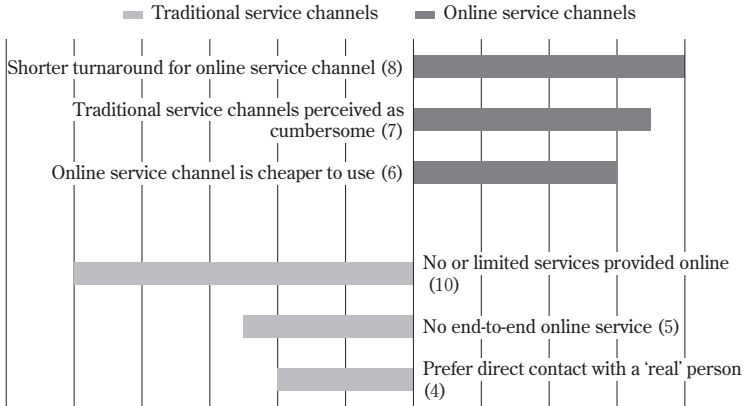 Traditional service channels Online service channels
Shorter turnaround for online service channel (8)
Traditional service channels perceived as
cumbersome (7)
Online service channel is cheaper to use (6)
No or limited services provided online
(10)
No end-to-end online service (5)
Prefer direct contact with a ‘real’ person
(4)